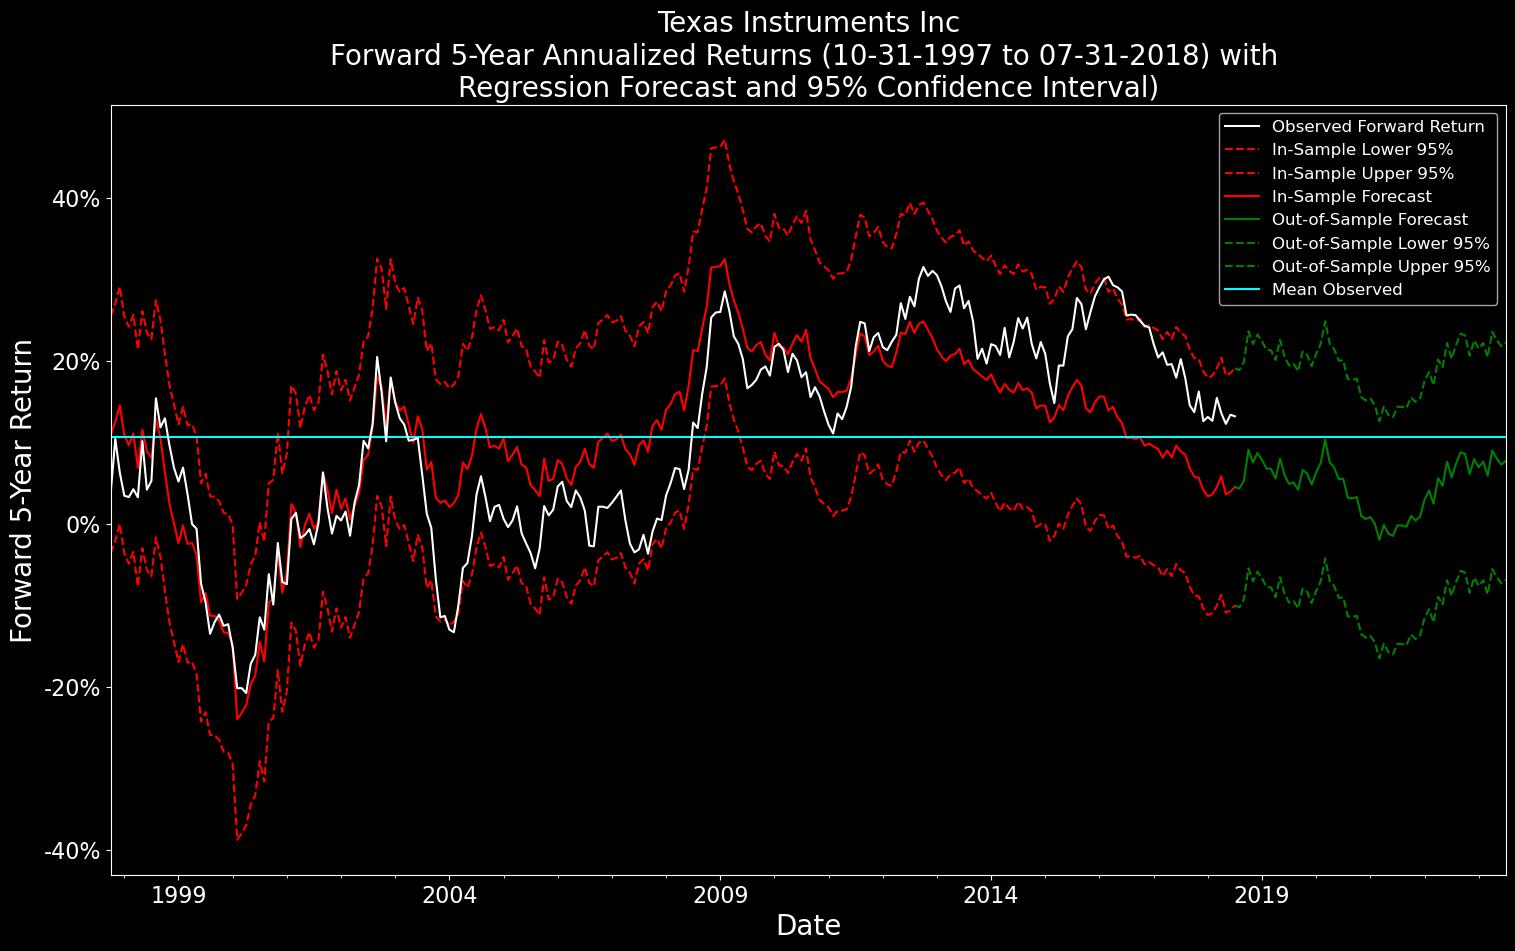 Texas Instruments Inc
Forward 5-Year Annualized Returns (10-31-1997 to 07-31-2018) with
Regression Forecast and 95% Confidence Interval)
Observed Forward Return
In-Sample Lower 95%
In-Sample Upper 95%
In-Sample Forecast
Out-of-Sample Forecast
Out-of-Sample Lower 95%
Out-of-Sample Upper 95%
Mean Observed
Forward 5-Year Return
40%
20%
0%
-20%
-40%
1999 2004 2009 2014 2019
Date